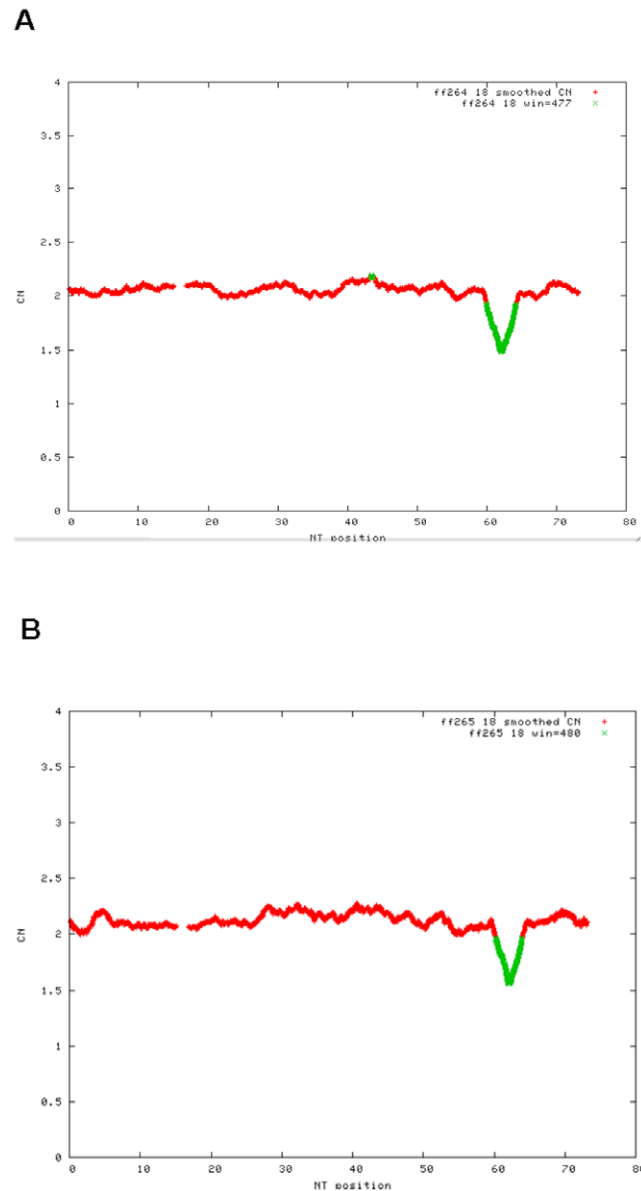 A
4
3.5
3
2.5
2
1.5
1
0.5
0
CN
ff264 18 smoothed CN
ff264 18 win=477
0 10 20 30 40 50 60 70 80
NT position
B
4
3.5
3
2.5
2
1.5
1
0.5
0
CN
ff265 18 smoothed CN
ff265 18 win=480
0 10 20 30 40 50 60 70 80
NT position